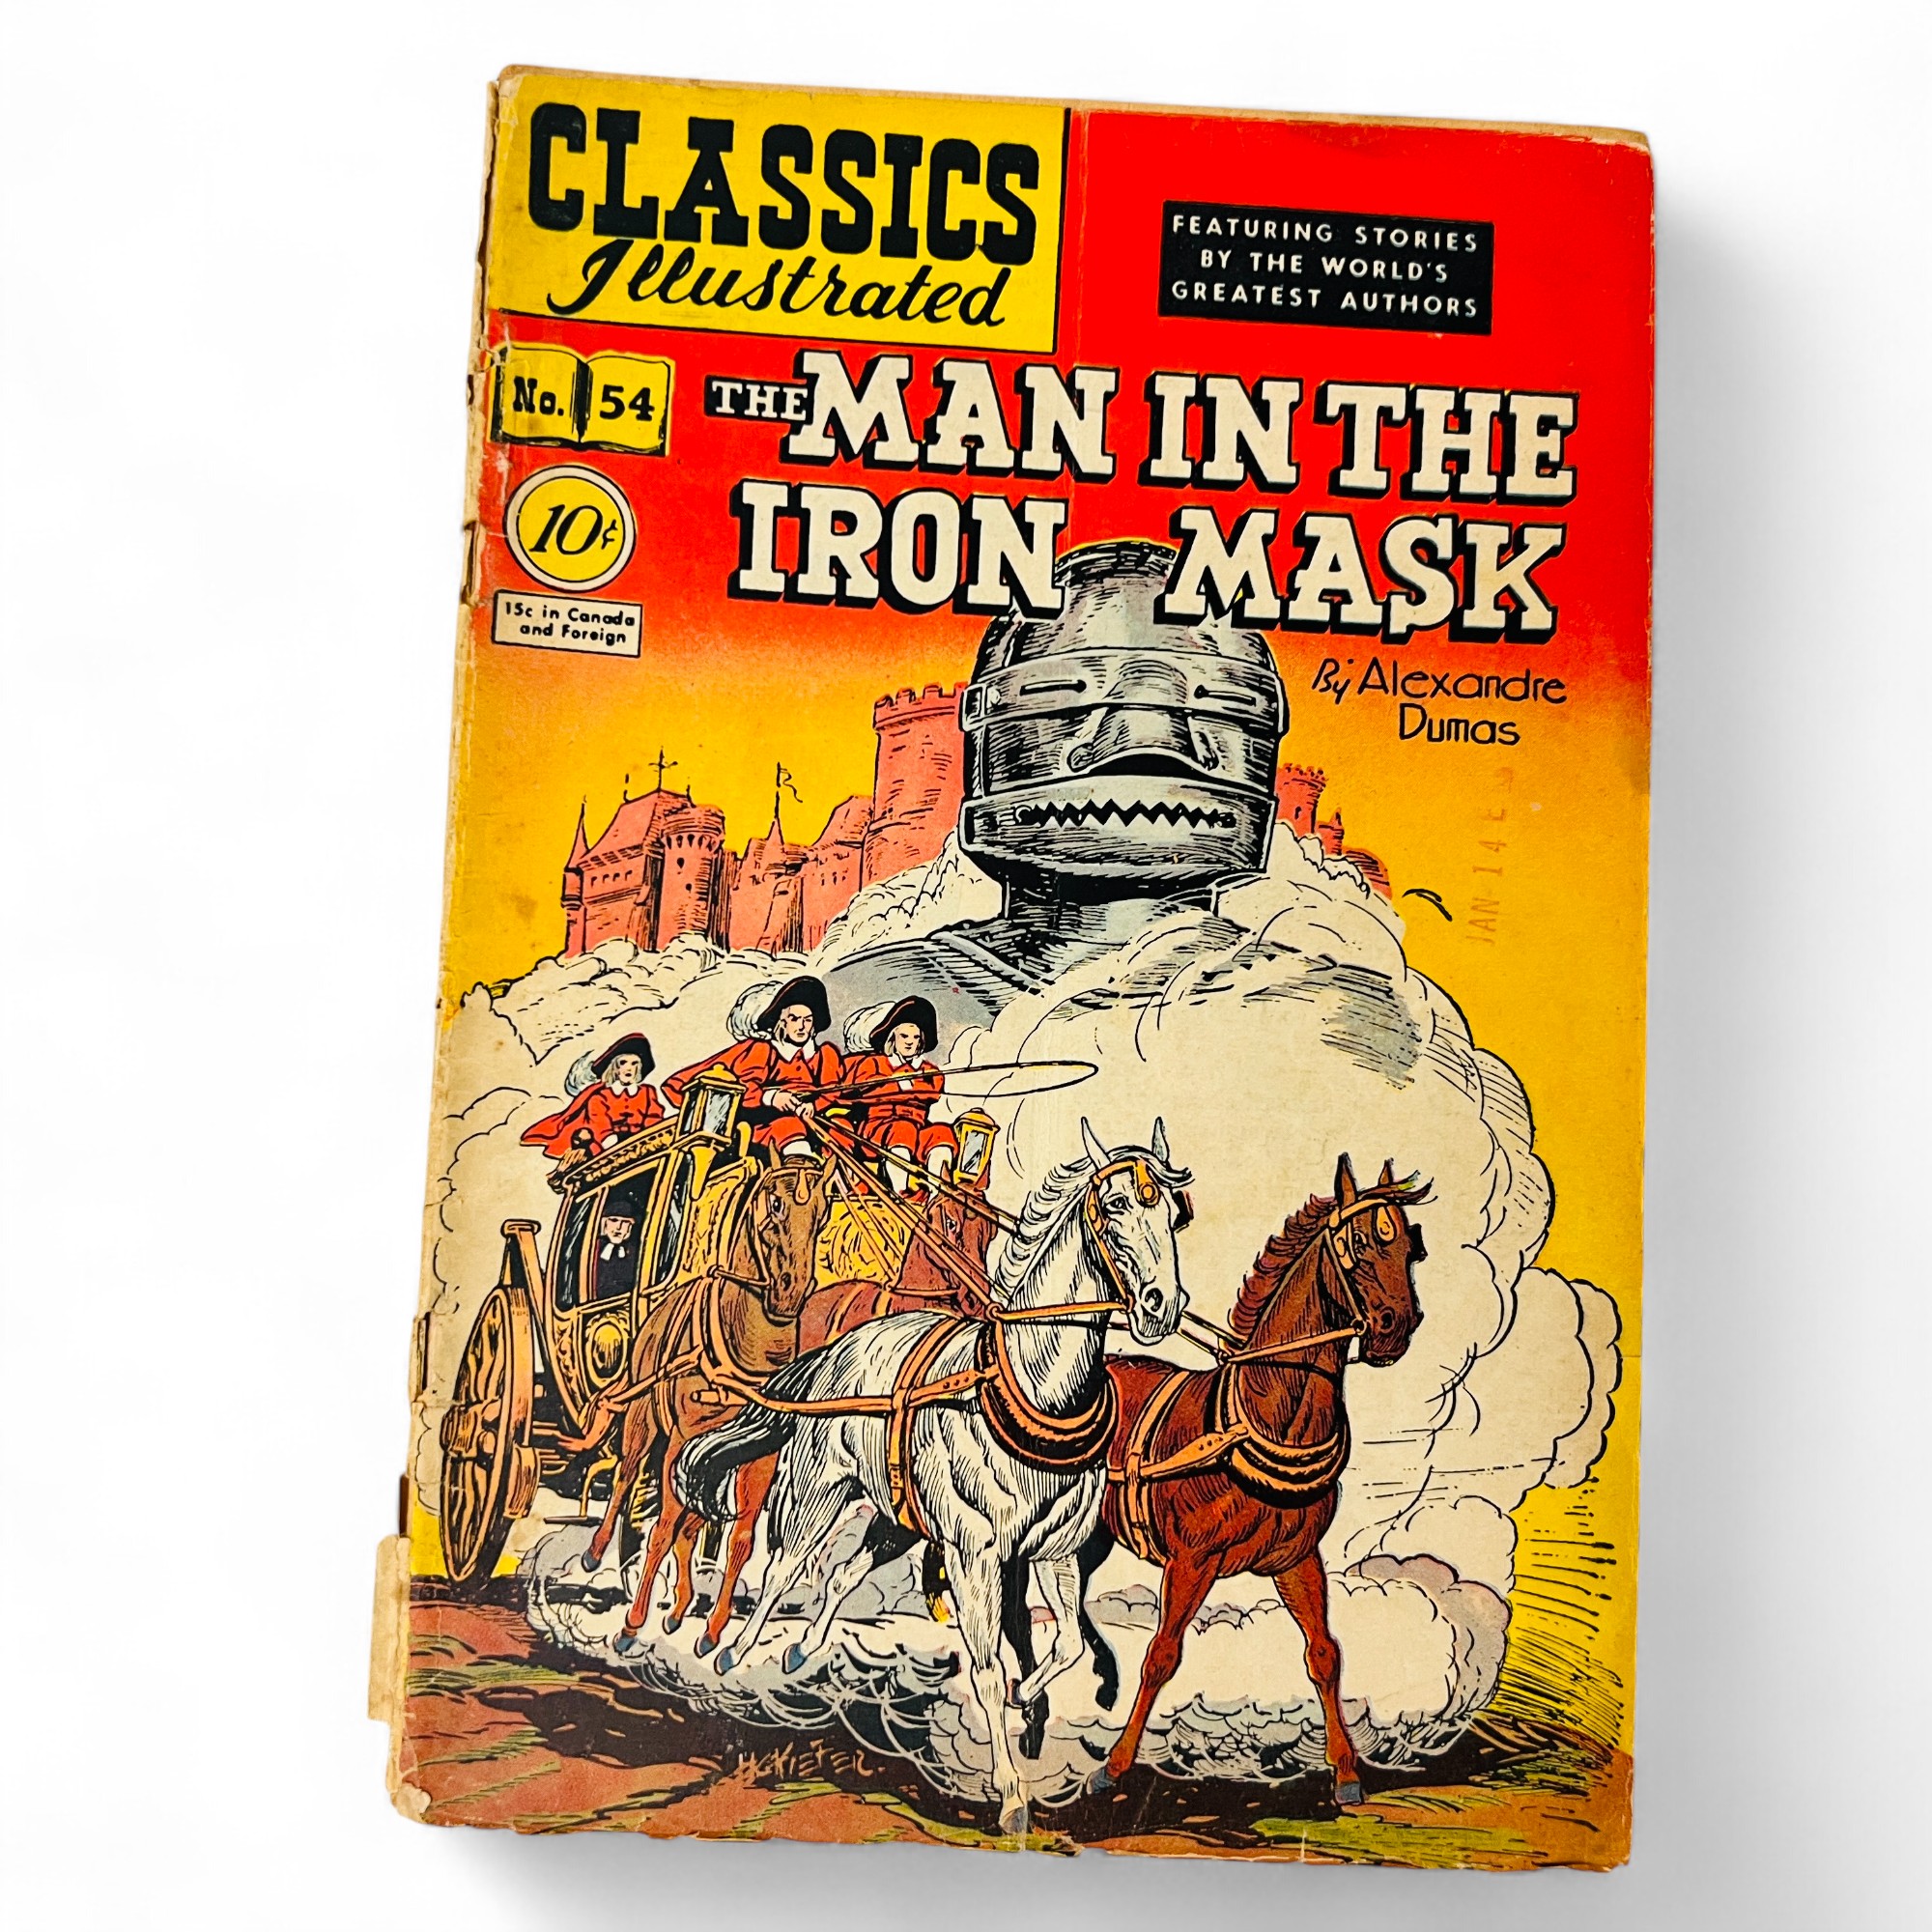 CLASSICS
Illustrated
FEATURING STORIES
BY THE WORLD'S
GREATEST AUTHORS
No. 54
THE MAN IN THE
IRON MASK
10¢
15c in Canada
and Foreign
By Alexandre
Dumas
JAN 14
HCKIEFER.